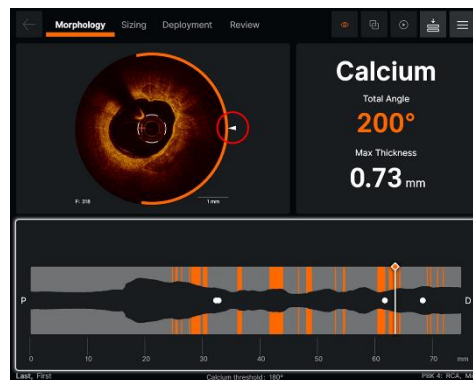 Morphology Sizing Deployment Review
Calcium
Total Angle
200°
Max Thickness
0.73 mm
F: 318
1 mm
P
D
0 10 20 30 40 50 60 70 mm
Last, First
Calcium threshold: 180°
PBK 4: RCA, Mi